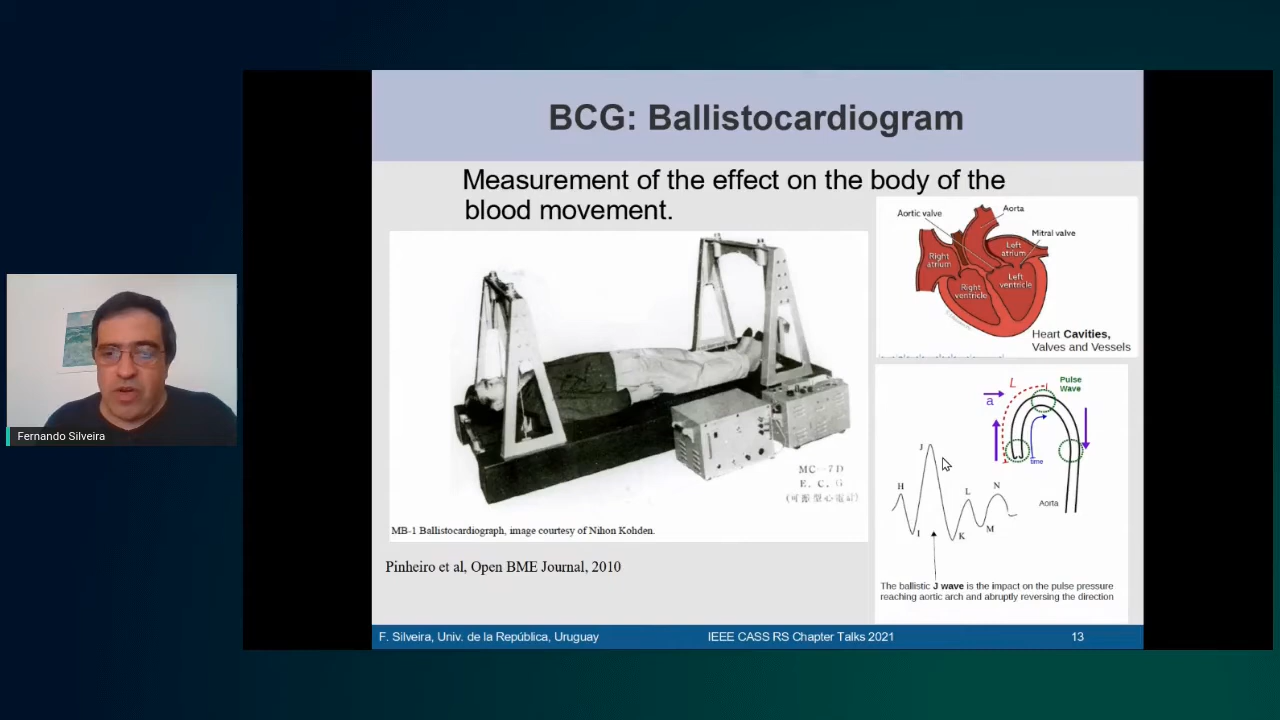 BCG: Ballistocardiogram
Measurement of the effect on the body of the
blood movement.
MC-7D
E. C. G
MB-1 Ballistocardiograph, image courtesy of Nihon Kohden.
Pinheiro et al, Open BME Journal, 2010
Aortic valve
Aorta
Mitral valve
Right
atrium
Left
atrium
Right
ventricle
Left
ventricle
Heart Cavities,
Valves and Vessels
L
Pulse
Wave
a
time
Aorta
J
H
I
K
L
M
N
The ballistic J wave is the impact on the pulse pressure
reaching aortic arch and abruptly reversing the direction
Fernando Silveira
F. Silveira, Univ. de la República, Uruguay
IEEE CASS RS Chapter Talks 2021
13